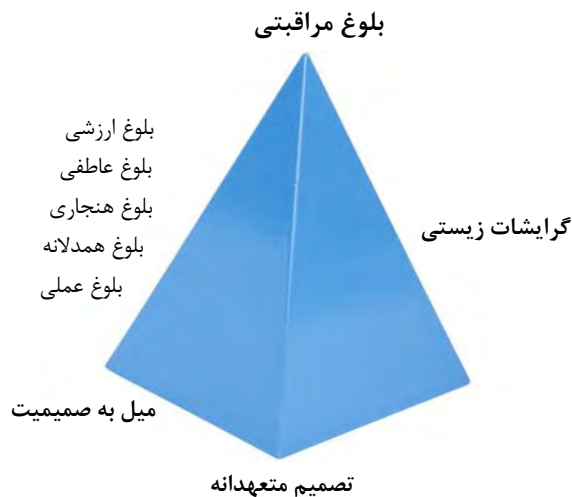 بلوغ مراقبتی
بلوغ ارزشی
بلوغ عاطفی
بلوغ هنجاری
بلوغ همدلانه
بلوغ عملی
گرایشات زیستی
میل به صمیمیت
تصمیم متعهدانه